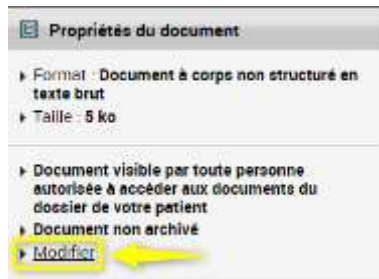 Propriétés du document
Format : Document à corps non structuré en
texte brut
Taille : 5 ko
Document visible par toute personne
autorisée à accéder aux documents du
dossier de votre patient
Document non archivé
Modifier